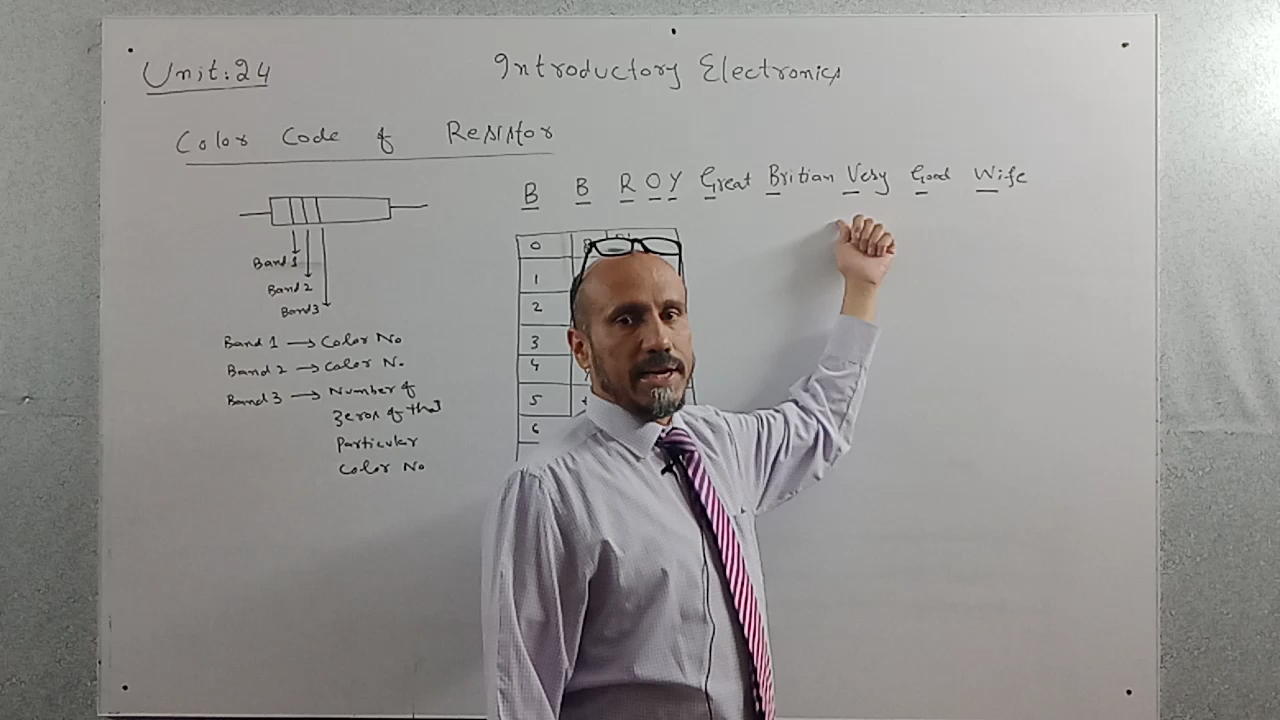 Unit:24
Introductory Electronics
Color Code of Resistor
B B R O Y Great Britian Very Good Wife
Band 1
Band 2
Band 3
Band 1 → Color No
Band 2 → Color N.
Band 3 → Number of
Zeros of that
Particular
Color No
0 B
1
2
3
4
5
6